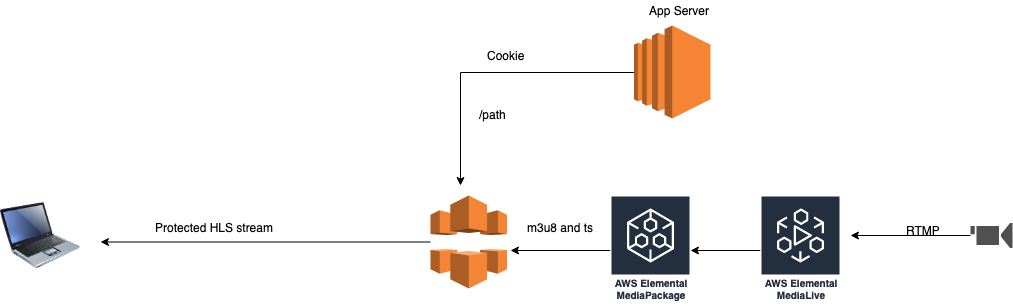 App Server
Cookie
/path
Protected HLS stream
m3u8 and ts
RTMP
AWS Elemental
MediaPackage
AWS Elemental
MediaLive